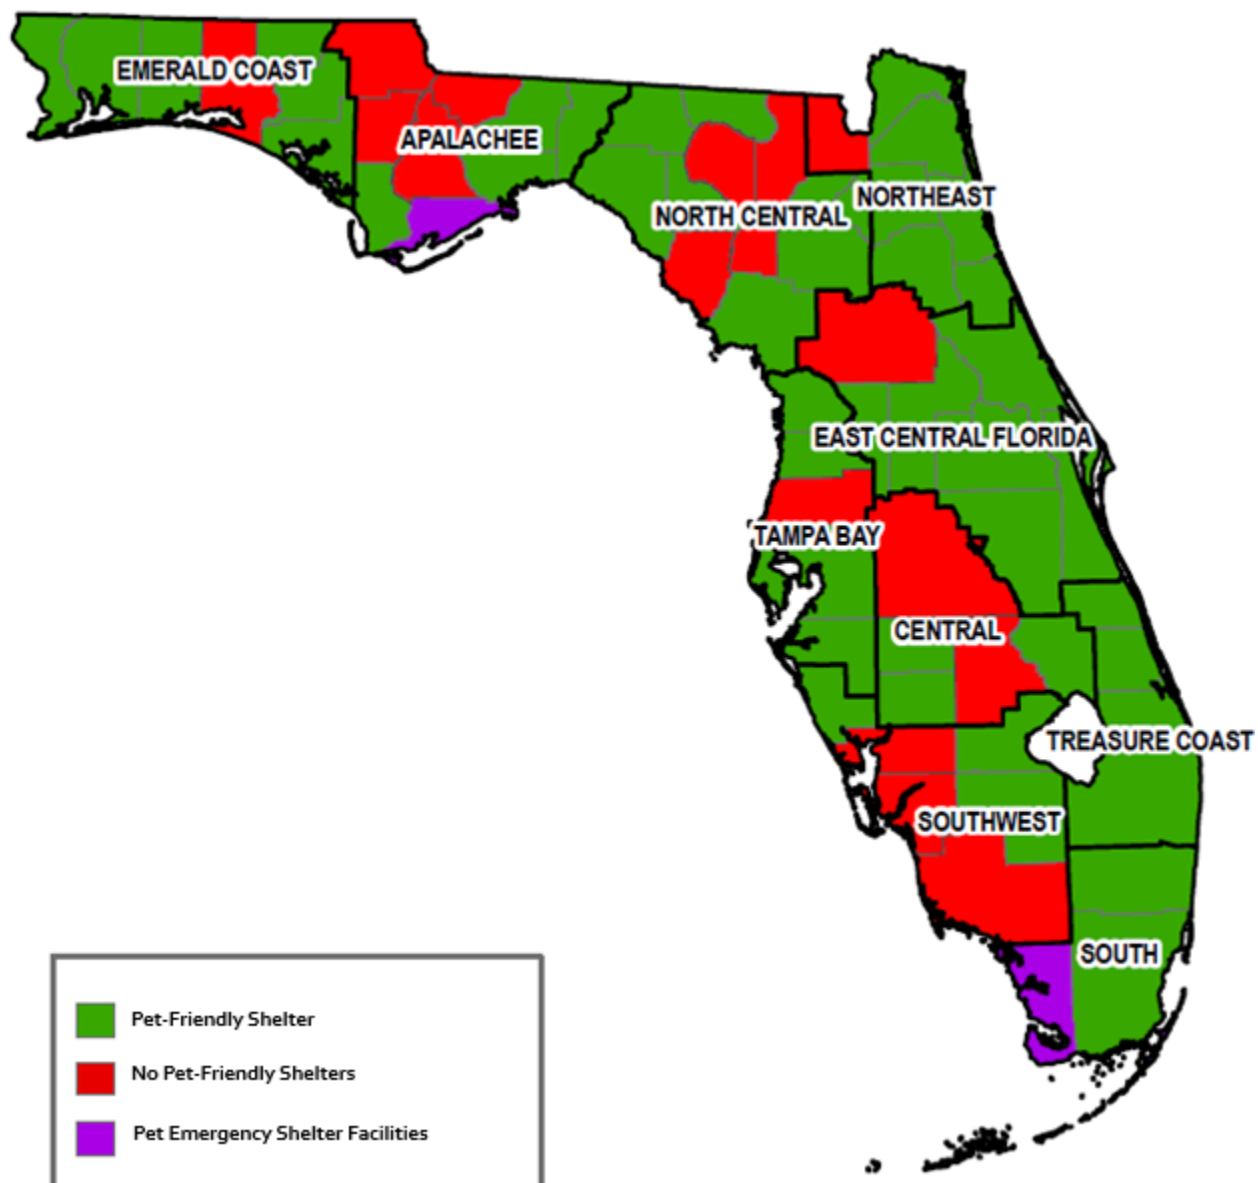 EMERALD COAST
APALACHEE
NORTH CENTRAL
NORTHEAST
EAST CENTRAL FLORIDA
TAMPA BAY
CENTRAL
TREASURE COAST
SOUTHWEST
SOUTH
Pet-Friendly Shelter
No Pet-Friendly Shelters
Pet Emergency Shelter Facilities